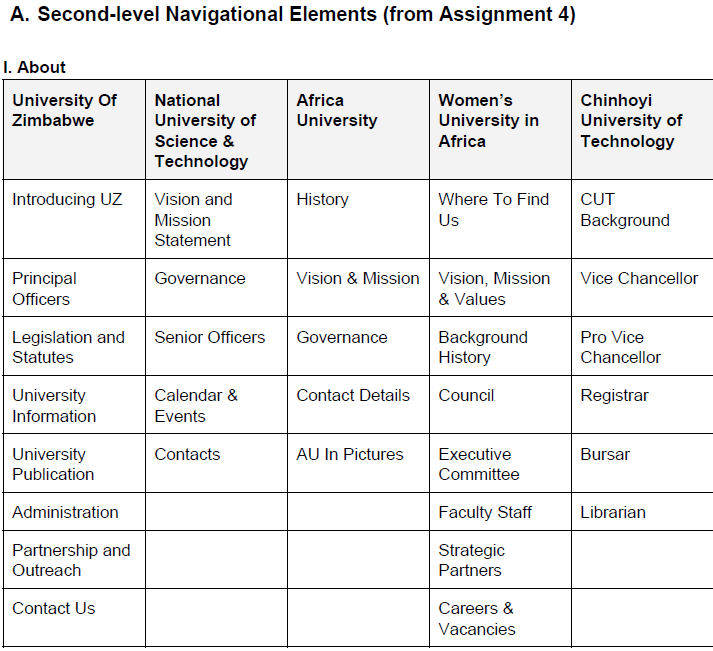 A. Second-level Navigational Elements (from Assignment 4)
I. About
University Of
Zimbabwe
National
University of
Science &
Technology
Africa
University
Women's
University in
Africa
Chinhoyi
University of
Technology
Introducing UZ
Vision and
Mission
Statement
History
Where To Find
Us
CUT
Background
Principal
Officers
Governance
Vision & Mission
Vision, Mission
& Values
Vice Chancellor
Legislation and
Statutes
Senior Officers
Governance
Background
History
Pro Vice
Chancellor
University
Information
Calendar &
Events
Contact Details
Council
Registrar
University
Publication
Contacts
AU In Pictures
Executive
Committee
Bursar
Administration
Faculty Staff
Librarian
Partnership and
Outreach
Strategic
Partners
Contact Us
Careers &
Vacancies